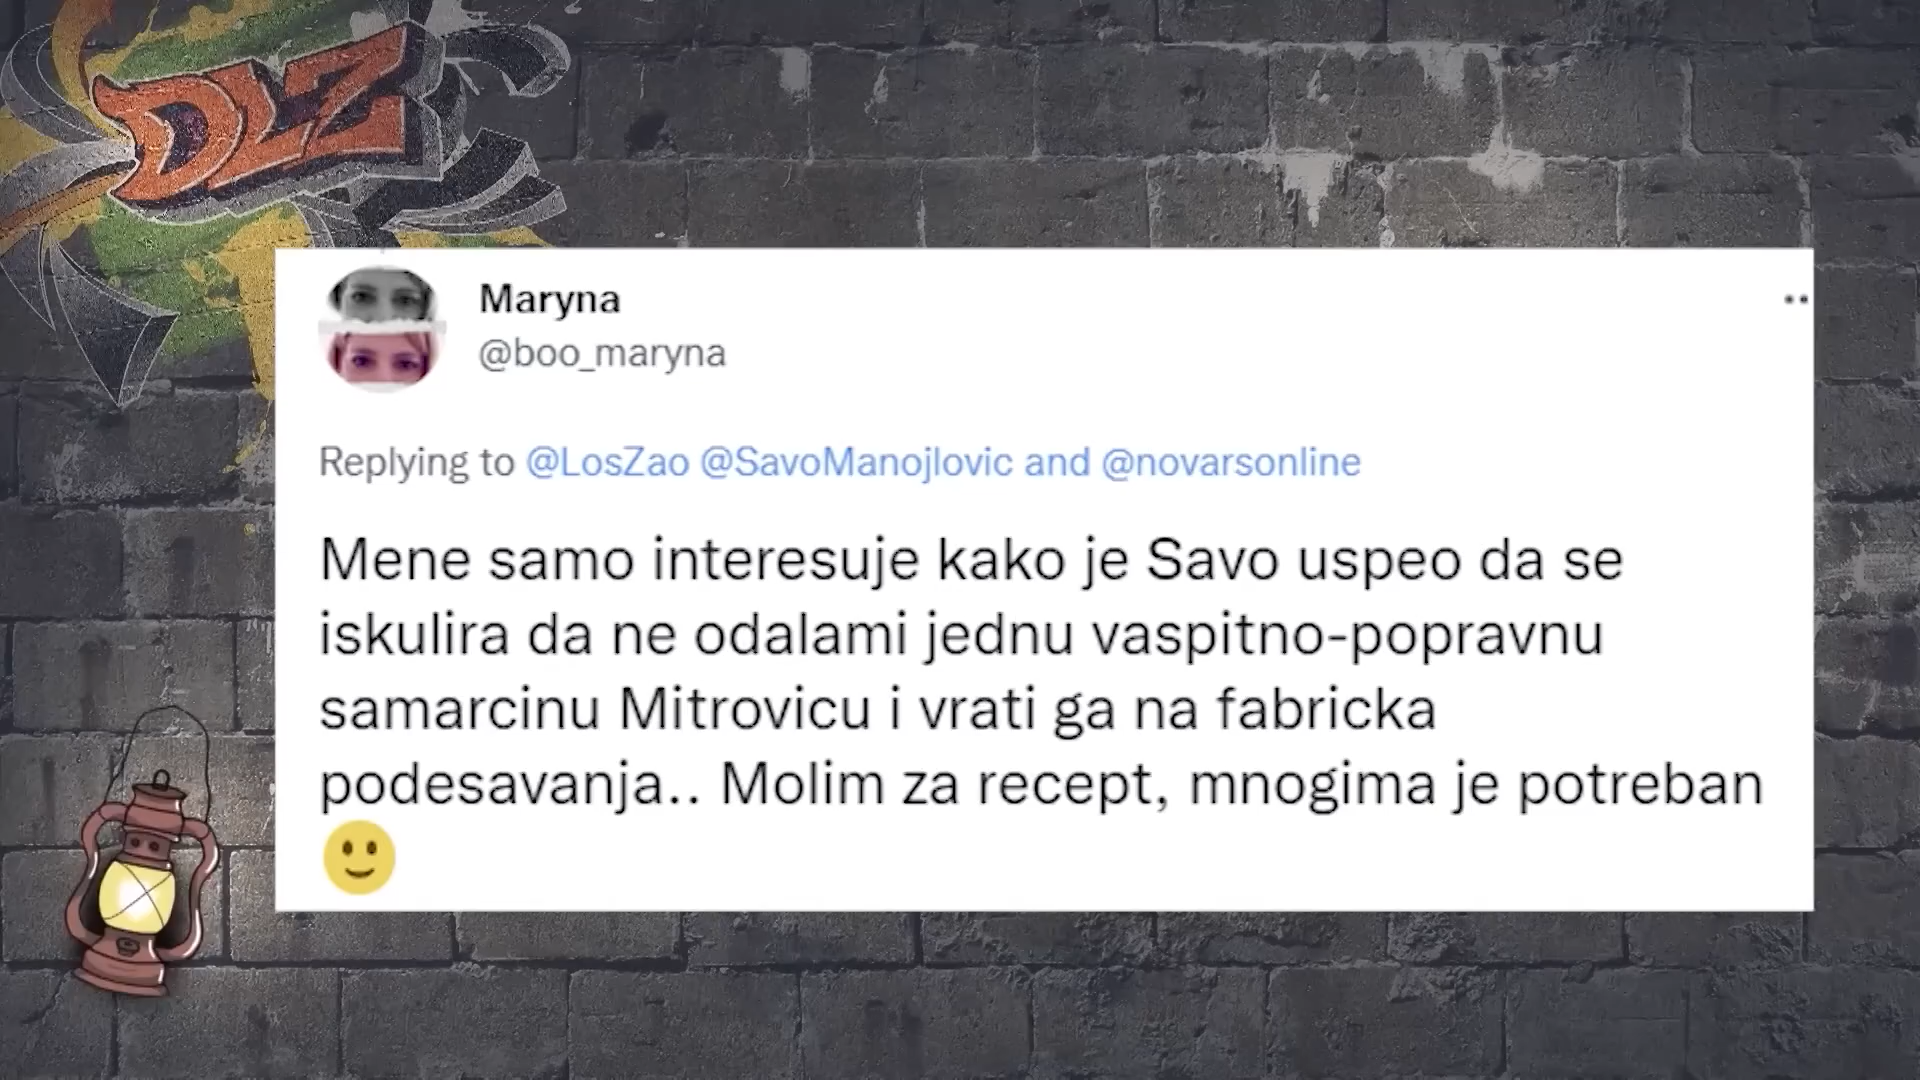 DLZ
Maryna
@boo_maryna
Replying to @LosZao @SavoManojlovic and @novarsonline
Mene samo interesuje kako je Savo uspeo da se
iskulira da ne odalami jednu vaspitno-popravnu
samarcinu Mitrovicu i vrati ga na fabricka
podesavanja.. Molim za recept, mnogima je potreban
🙂